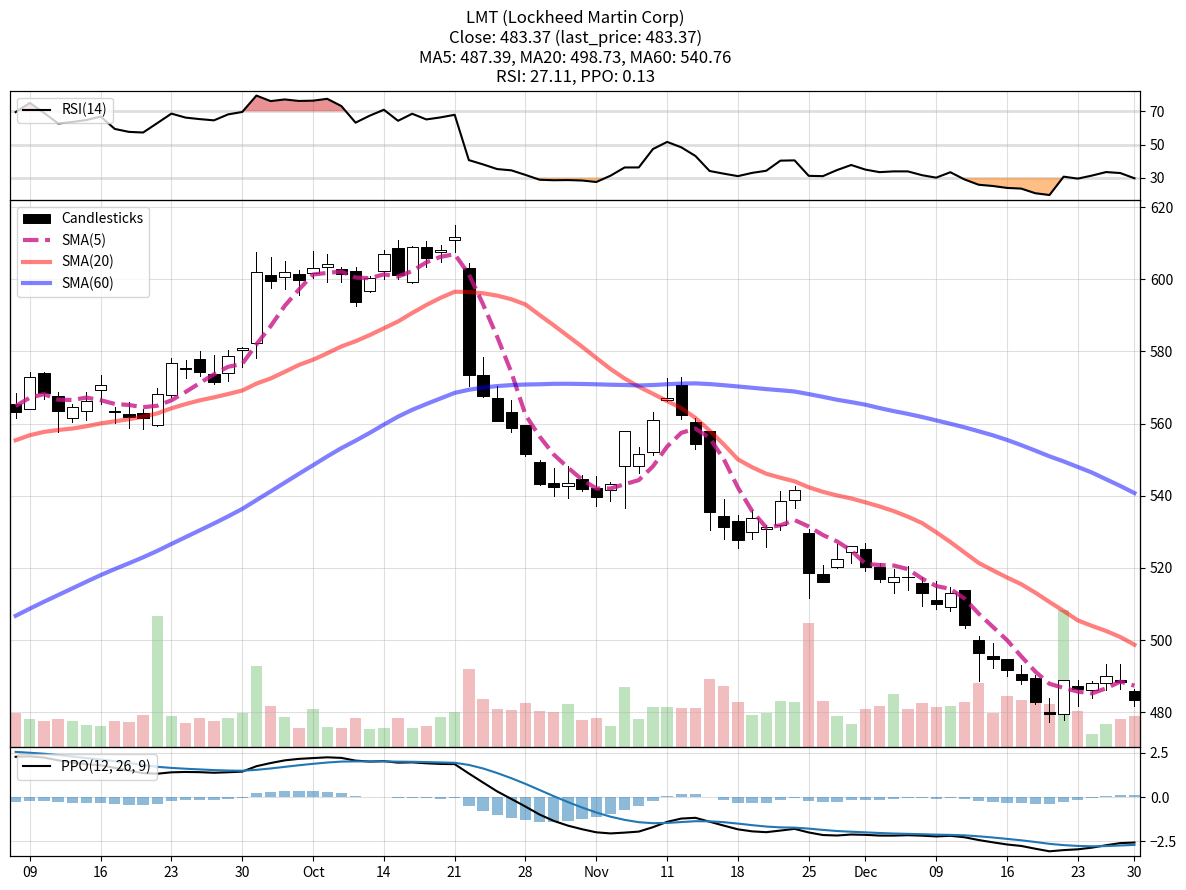 LMT (Lockheed Martin Corp)
Close: 483.37 (last_price: 483.37)
MA5: 487.39, MA20: 498.73, MA60: 540.76
RSI: 27.11, PPO: 0.13
RSI(14)
70
50
30
Candlesticks
SMA(5)
SMA(20)
SMA(60)
620
600
580
560
540
520
500
480
PPO(12, 26, 9)
2.5
0.0
−2.5
09 16 23 30 Oct 14 21 28 Nov 11 18 25 Dec 09 16 23 30